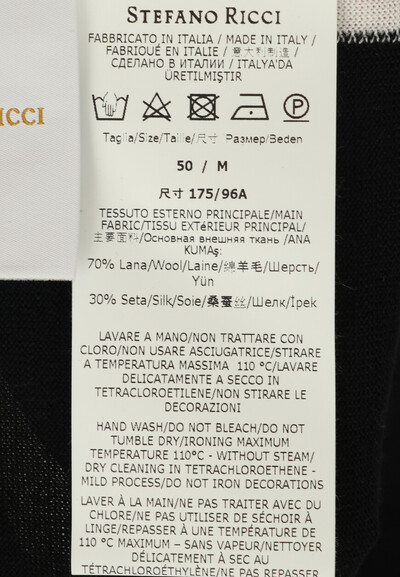 STEFANO RICCI
FABBRICATO IN ITALIA / MADE IN ITALY /
FABRIQUÉ EN ITALIE / 意大利制造 /
СДЕЛАНО В ИТАЛИИ / ITALYA'DA
ÜRETILMIŞTIR
RICCI
P
Taglia/Size/Taille/尺寸 Размер/Beden
50 / M
尺寸 175/96A
TESSUTO ESTERNO PRINCIPALE/MAIN
FABRIC/TISSU EXTéRIEUR PRINCIPAL/
主要面料/Основная внешняя ткань /ANA
KUMAş:
70% Lana/Wool/Laine/绵羊毛/Шерсть/
Yün
30% Seta/Silk/Soie/桑蚕丝/Шелк/İpek
LAVARE A MANO/NON TRATTARE CON
CLORO/NON USARE ASCIUGATRICE/STIRARE
A TEMPERATURA MASSIMA 110 °C/LAVARE
DELICATAMENTE A SECCO IN
TETRACLOROETILENE/NON STIRARE LE
DECORAZIONI
HAND WASH/DO NOT BLEACH/DO NOT
TUMBLE DRY/IRONING MAXIMUM
TEMPERATURE 110°C - WITHOUT STEAM/
DRY CLEANING IN TETRACHLOROETHENE -
MILD PROCESS/DO NOT IRON DECORATIONS
LAVER À LA MAIN/NE PAS TRAITER AVEC DU
CHLORE/NE PAS UTILISER DE SÉCHOIR À
LINGE/REPASSER À UNE TEMPÉRATURE DE
110 °C MAXIMUM – SANS VAPEUR/NETTOYER
DÉLICATEMENT À SEC AVEC DU
TÉTRACHLOROÉTHÈNE/NE PAS REPASSER